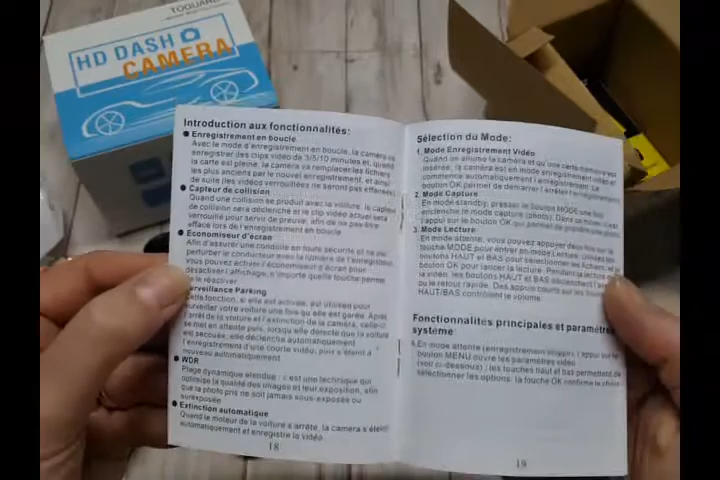 TOGUARD
HD DASH
CAMERA
Introduction aux fonctionnalités:
● Enregistrement en boucle
Avec le mode d'enregistrement en boucle, la caméra va
enregistrer des clips vidéo de 3/5/10 minutes et, quand
la carte est pleine, la caméra va remplacer les fichiers
les plus anciens par le nouvel enregistrement, et ainsi
de suite (les vidéos verrouillées ne seront pas effacées
● Capteur de collision
Quand une collision se produit avec la voiture, le capteur
de collision sera déclenché et le clip vidéo actuel sera
verrouillé pour servir de preuve, afin de ne pas être
effacé lors de l'enregistrement en boucle
● Économiseur d'écran
Afin d'assurer une conduite en toute sécurité et ne pas
perturber le conducteur avec la lumière de l'enregistreur
vous pouvez activer l'économiseur d'écran pour
désactiver l'affichage, n'importe quelle touche permet
de le réactiver
Surveillance Parking
Cette fonction, si elle est activée, est utilisée pour
surveiller votre voiture une fois qu'elle est garée. Après
l'arrêt de la voiture et l'extinction de la caméra, celle-ci
se met en attente puis, lorsqu'elle détecte que la voiture
est secouée, elle déclenche automatiquement
l'enregistrement d'une courte vidéo, puis s'éteint à
nouveau automatiquement
● WDR
Plage dynamique étendue : c'est une technique qui
optimise la qualité des images et leur exposition, afin
que la photo pris ne soit jamais sous-exposée ou
surexposée
● Extinction automatique
Quand le moteur de la voiture s'arrête, la caméra s'éteint
automatiquement et enregistre la vidéo.
18
Sélection du Mode:
1. Mode Enregistrement Vidéo
Quand on allume la caméra et qu'une carte mémoire est
insérée, la caméra est en mode enregistrement vidéo et
commence automatiquement l'enregistrement. Le
bouton OK permet de démarrer / arrêter l'enregistrement
2. Mode Capture
En mode standby, presser le bouton MODE une fois
enclenche le mode capture (photo). Dans ce mode,
l'appui sur le bouton OK qui permet de prendre une photo
3. Mode Lecture
En mode attente, vous pouvez appuyer deux fois sur la
touche MODE pour entrer en mode Lecture, utilisez les
boutons HAUT et BAS pour sélectionner les fichiers, et le
bouton OK pour lancer la lecture. Pendant la lecture de
la vidéo, les boutons HAUT et BAS déclenchent l'avance
ou le retour rapide. Des appuis courts sur les boutons
HAUT/BAS contrôlent le volume.
Fonctionnalités principales et paramètres
système:
En mode attente (enregistrement stoppé), l'appui sur le
bouton MENU ouvre les paramètres vidéo
(voir ci-dessous) ; les touches haut et bas permettent de
sélectionner les options, la touche OK confirme le choix
19